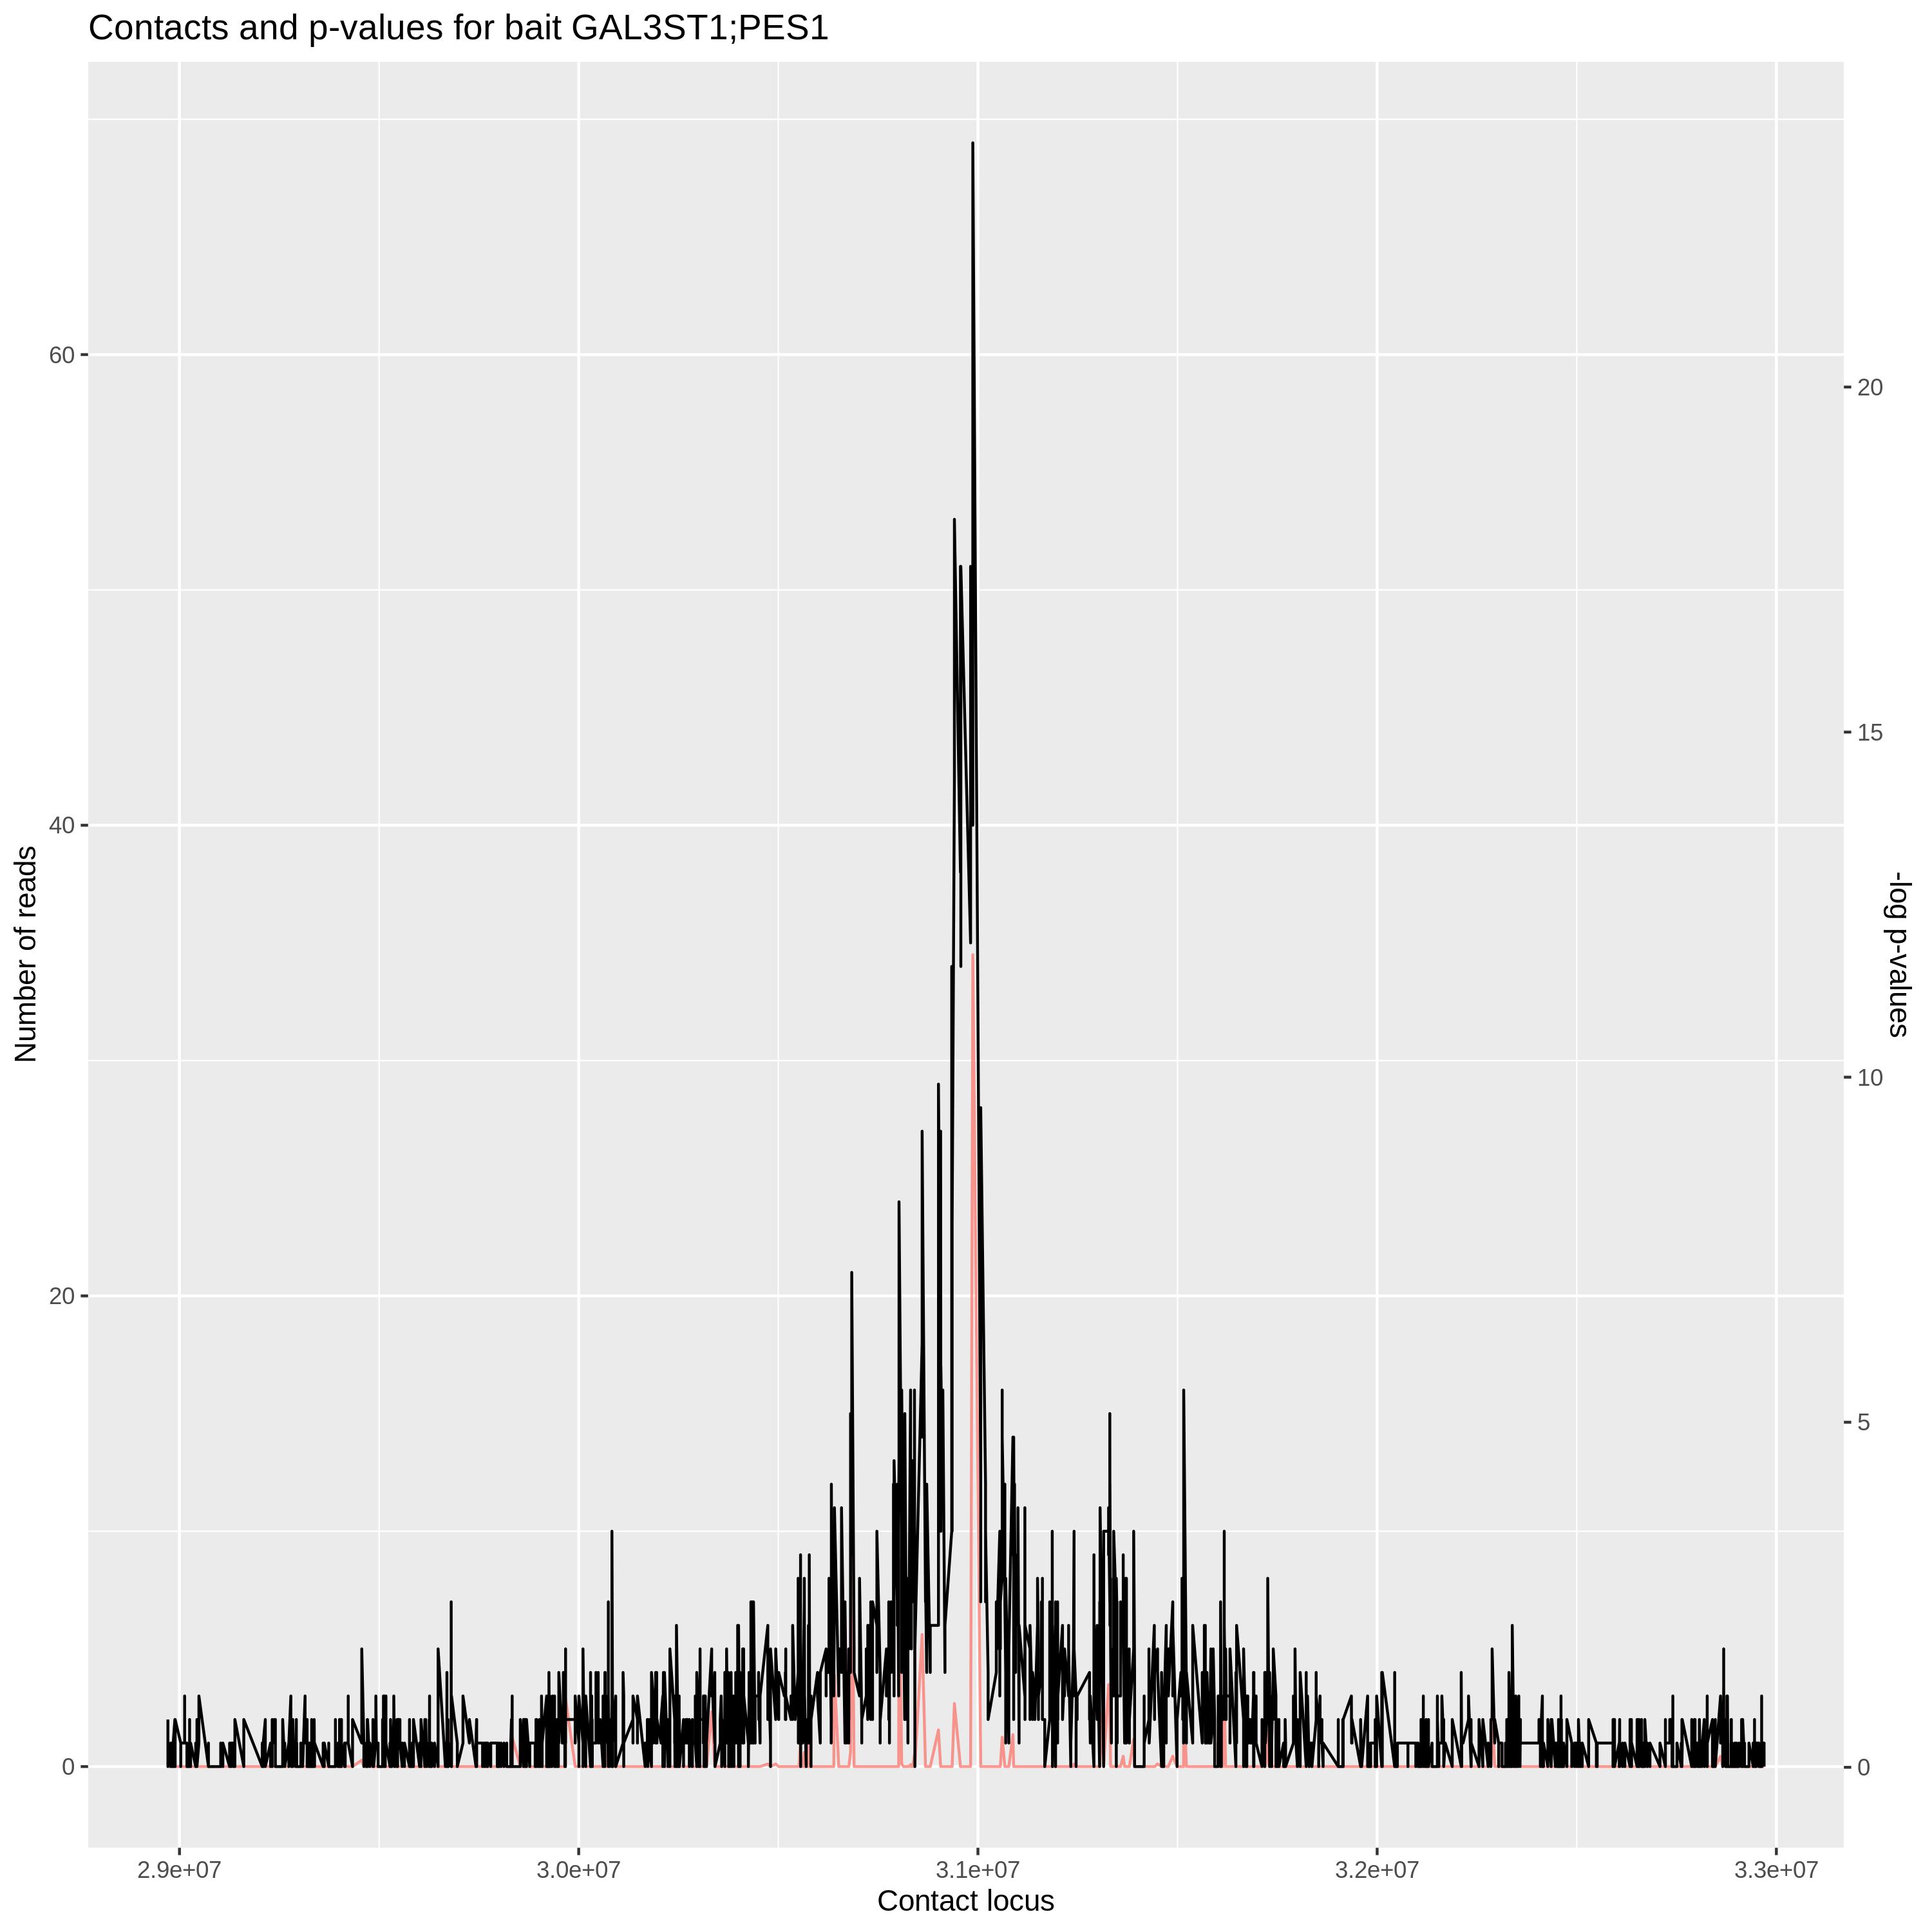 Contacts and p-values for bait GAL3ST1;PES1
60
40
20
0
Number of reads
20
15
10
5
0
-log p-values
2.9e+07
3.0e+07
3.1e+07
3.2e+07
3.3e+07
Contact locus